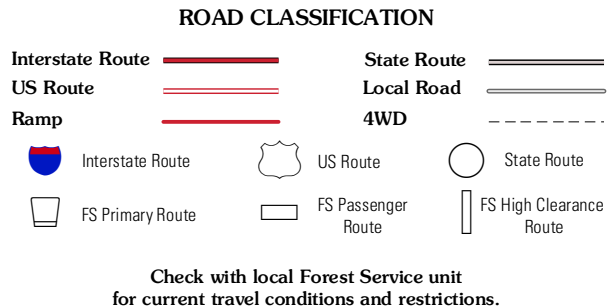 ROAD CLASSIFICATION
Interstate Route
State Route
US Route
Local Road
Ramp
4WD
Interstate Route
US Route
State Route
FS Primary Route
FS Passenger
Route
FS High Clearance
Route
Check with local Forest Service unit
for current travel conditions and restrictions.